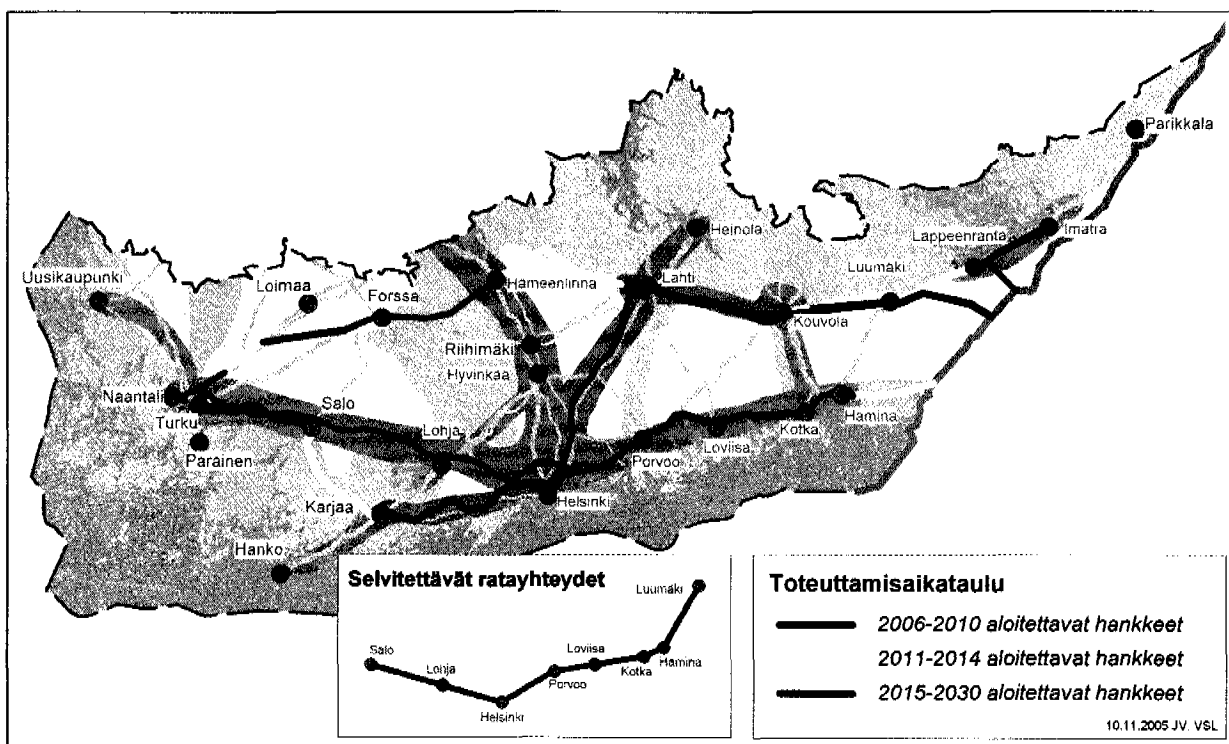 Parikkala
Heinola
Imatra
Lappeenranta
Uusikaupunki
Loimaa
Forssa
Hämeenlinna
Lahti
Luumäki
Kouvola
Riihimäki
Hyvinkää
Naantali
Turku
Salo
Lohja
Hamina
Kotka
Loviisa
Porvoo
Parainen
Helsinki
Karjaa
Hanko
Selvitettävät ratayhteydet
Luumäki
Salo
Lohja
Helsinki
Porvoo
Loviisa
Kotka
Hamina
Toteuttamisaikataulu
2006-2010 aloitettavat hankkeet
2011-2014 aloitettavat hankkeet
2015-2030 aloitettavat hankkeet
10.11.2005 JV, VSL